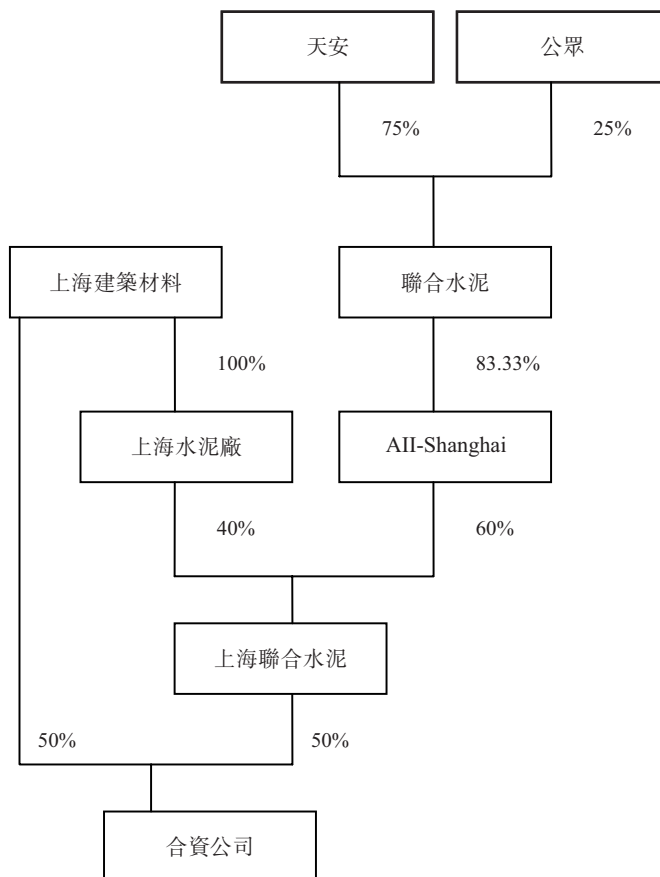 天安
公眾
75%
25%
上海建築材料
聯合水泥
100%
83.33%
上海水泥廠
AII-Shanghai
40%
60%
上海聯合水泥
50%
50%
合資公司